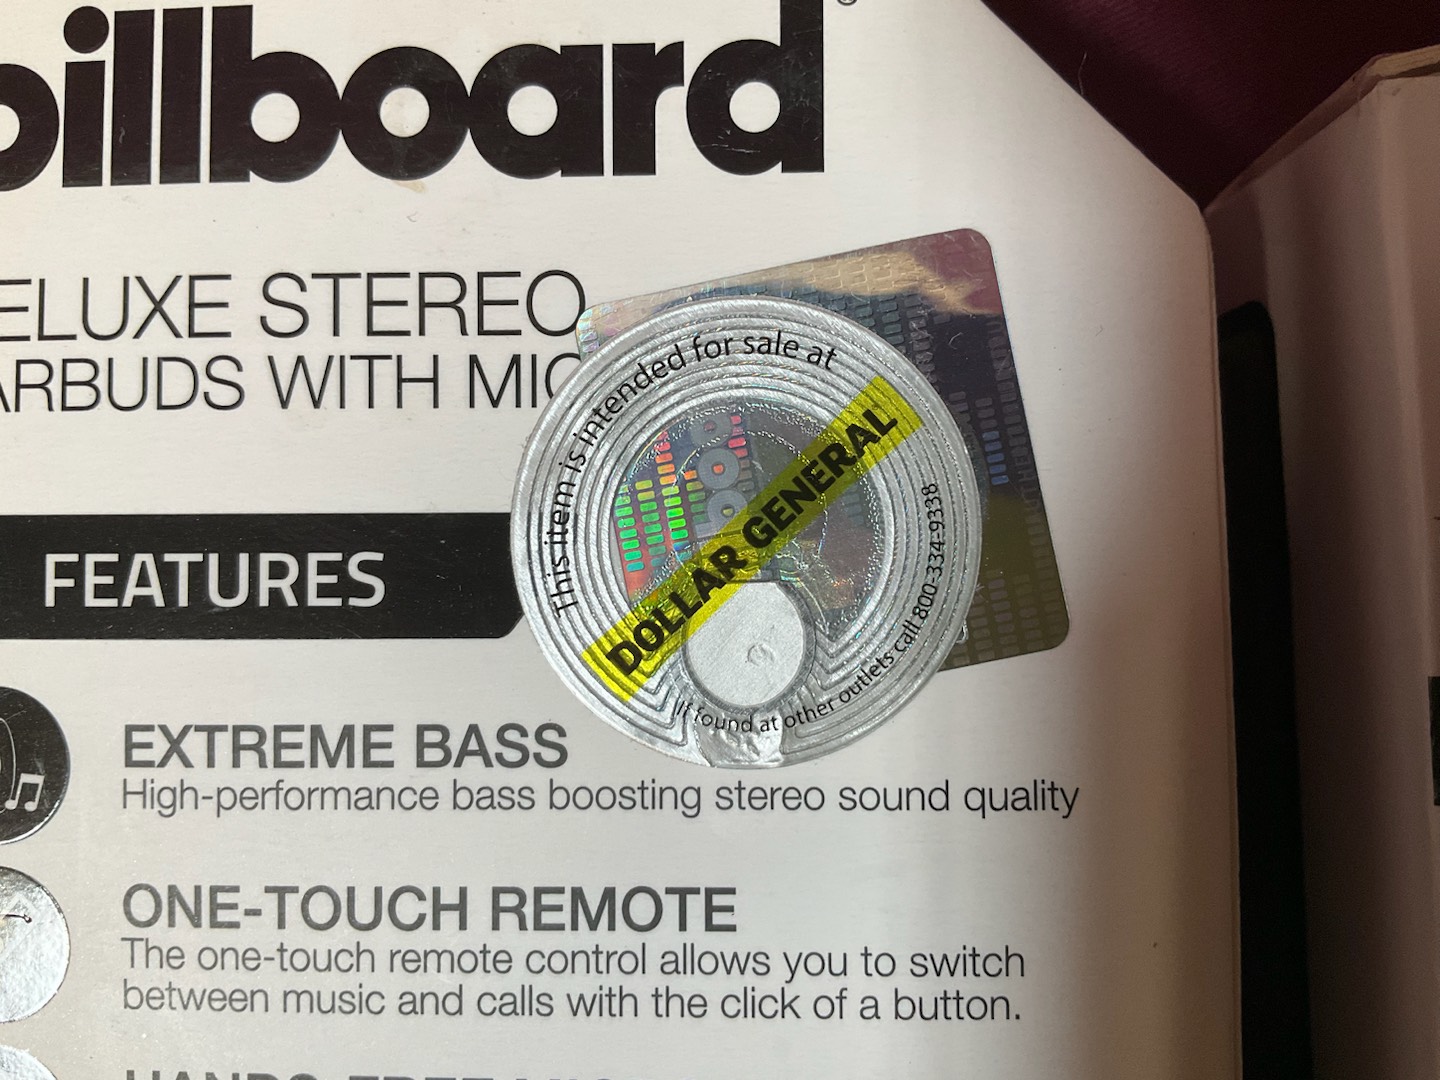 billboard®
ELUXE STEREO
ARBUDS WITH MIC
This item is intended for sale at
DOLLAR GENERAL
If found at other outlets call 800-334-9338
FEATURES
EXTREME BASS
High-performance bass boosting stereo sound quality
ONE-TOUCH REMOTE
The one-touch remote control allows you to switch
between music and calls with the click of a button.